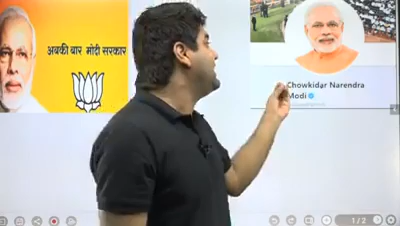 अबकी बार मोदी सरकार
Chowkidar Narendra
Modi
1 / 2